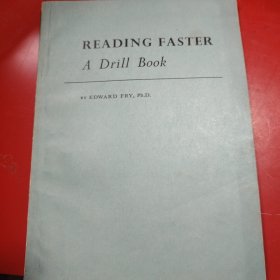 READING FASTER
A Drill Book
BY EDWARD FRY, Ph.D.